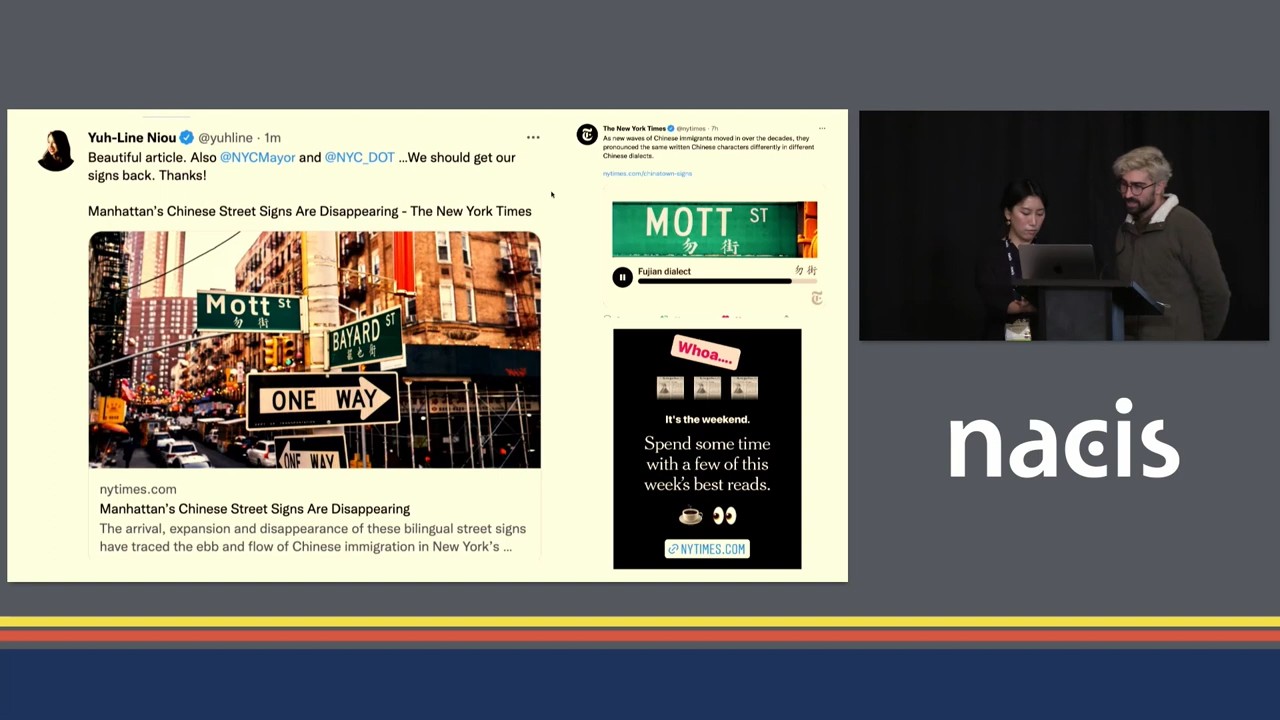 Yuh-Line Niou @yuhline · 1m
Beautiful article. Also @NYCMayor and @NYC_DOT ...We should get our
signs back. Thanks!
Manhattan's Chinese Street Signs Are Disappearing - The New York Times
Mott ST
勿街
BAYARD ST
擺也街
ONE WAY
ONE WAY
nytimes.com
Manhattan's Chinese Street Signs Are Disappearing
The arrival, expansion and disappearance of these bilingual street signs
have traced the ebb and flow of Chinese immigration in New York's ...
The New York Times @nytimes · 7h
As new waves of Chinese immigrants moved in over the decades, they
pronounced the same written Chinese characters differently in different
Chinese dialects.
nytimes.com/chinatown-signs
MOTT ST
勿街
Fujian dialect 勿街
Whoa....
It's the weekend.
Spend some time
with a few of this
week's best reads.
NYTIMES.COM
nacis